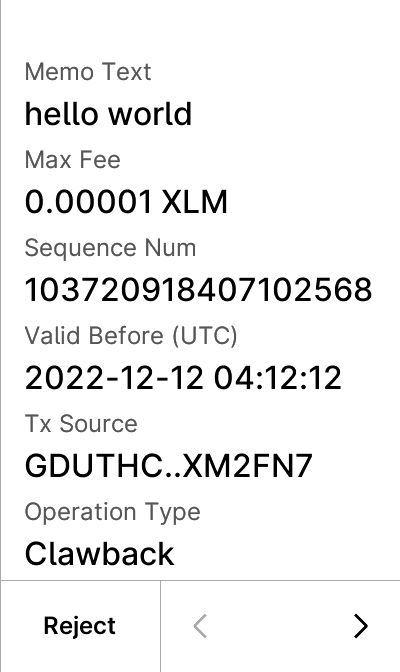 Memo Text
hello world
Max Fee
0.00001 XLM
Sequence Num
103720918407102568
Valid Before (UTC)
2022-12-12 04:12:12
Tx Source
GDUTHC..XM2FN7
Operation Type
Clawback
Reject